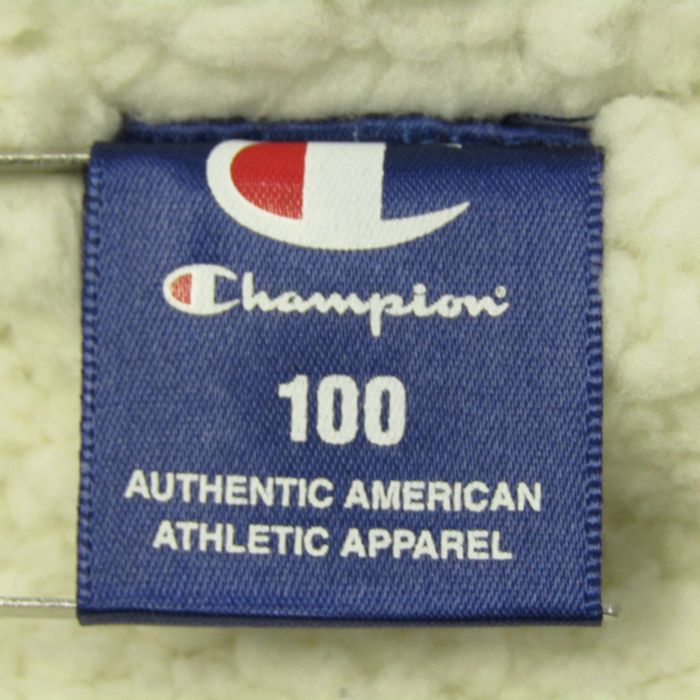 Champion
100
AUTHENTIC AMERICAN
ATHLETIC APPAREL